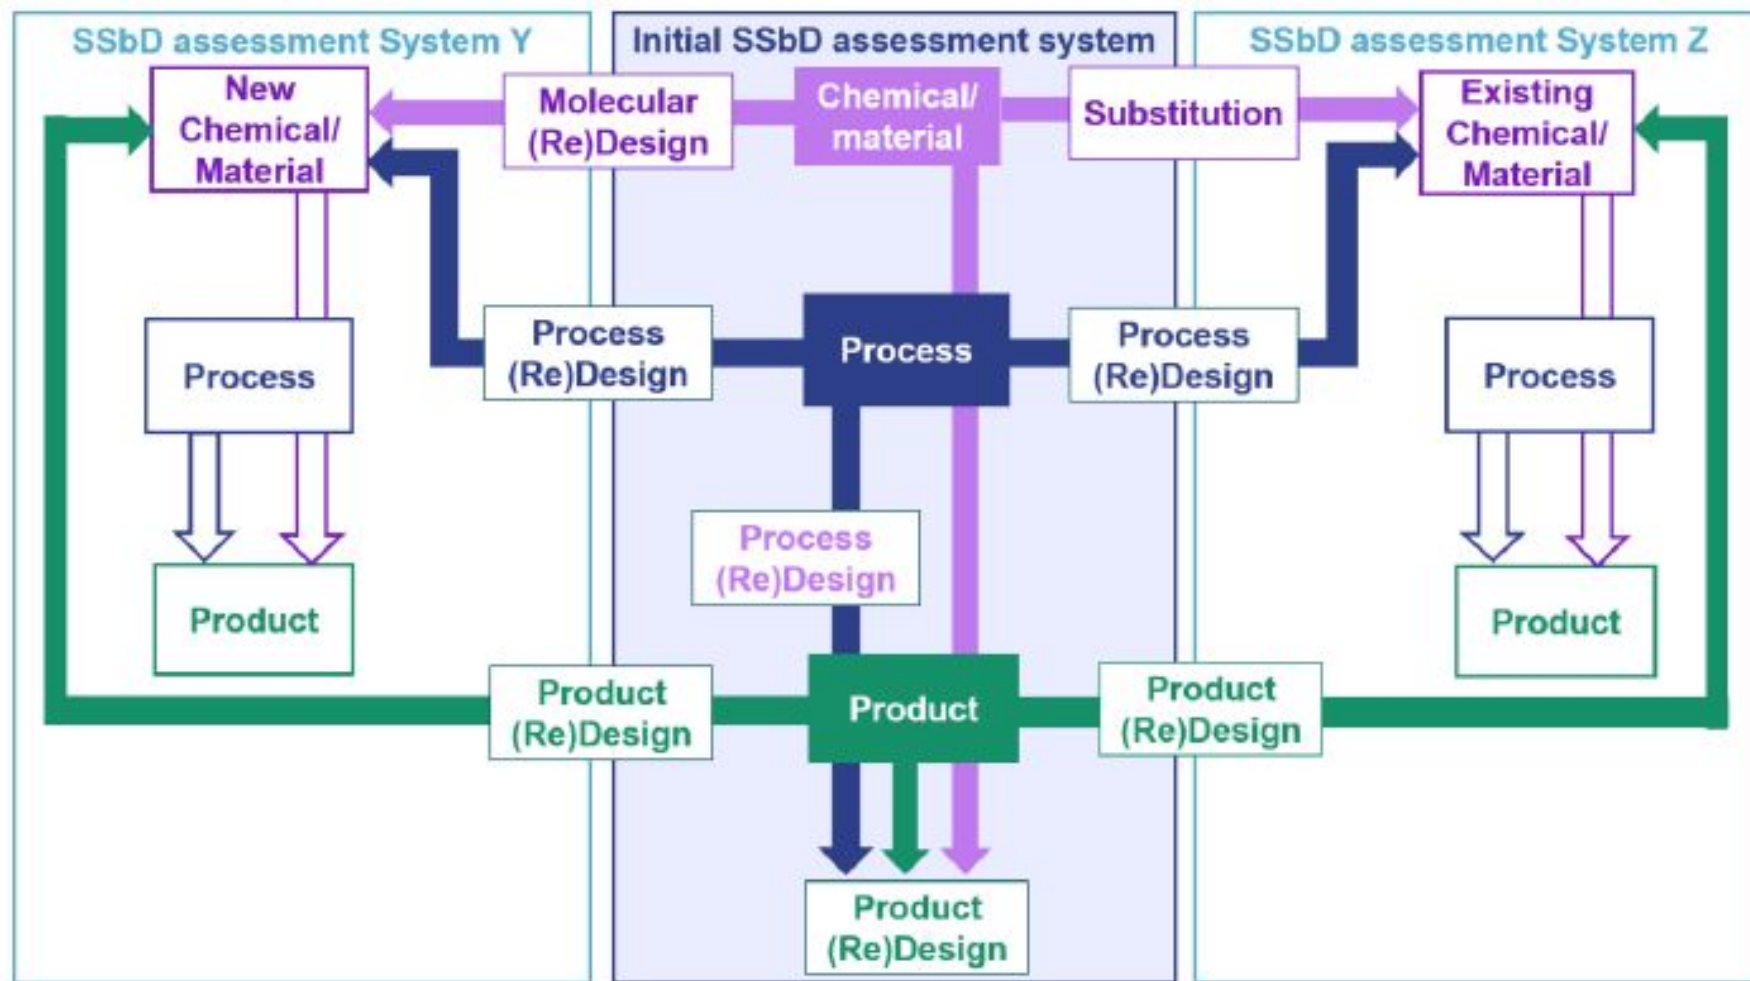 SSbD assessment System Y
Initial SSbD assessment system
SSbD assessment System Z
New
Chemical/
Material
Molecular
(Re)Design
Chemical/
material
Substitution
Existing
Chemical/
Material
Process
Process
(Re)Design
Process
Process
(Re)Design
Process
Process
(Re)Design
Product
Product
(Re)Design
Product
Product
(Re)Design
Product
Product
(Re)Design